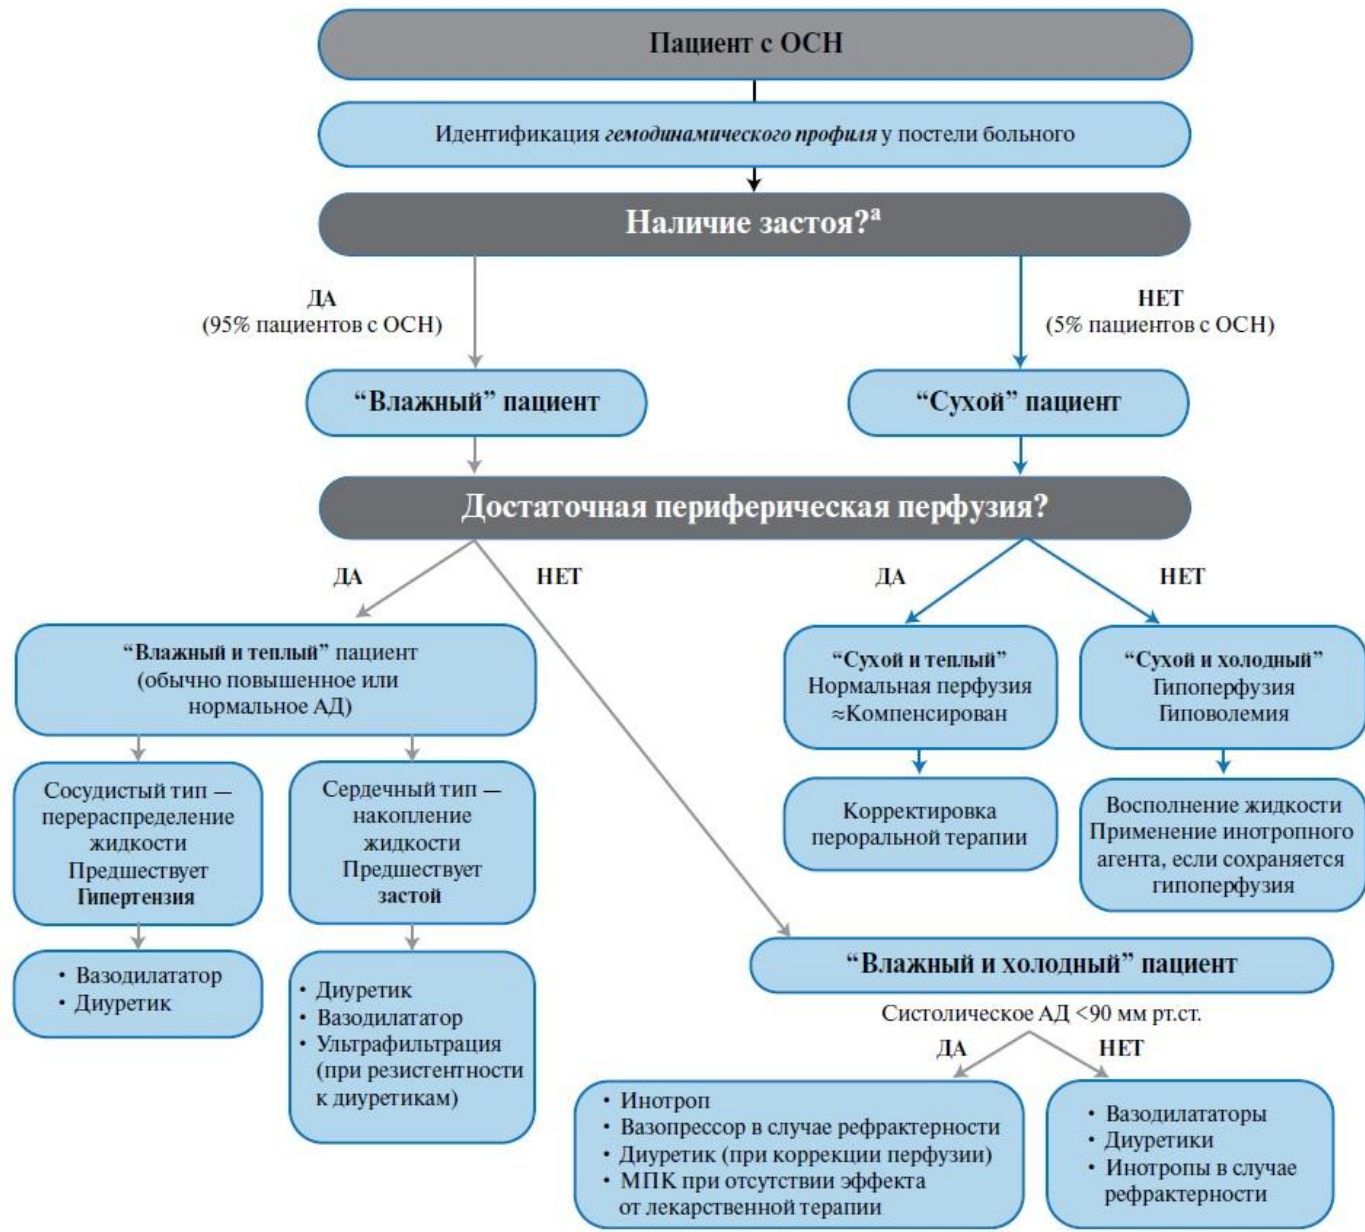 Пациент с ОСН
Идентификация гемодинамического профиля у постели больного
Наличие застоя?а
ДА
(95% пациентов с ОСН)
НЕТ
(5% пациентов с ОСН)
“Влажный” пациент
“Сухой” пациент
Достаточная периферическая перфузия?
ДА
НЕТ
ДА
НЕТ
“Влажный и теплый” пациент
(обычно повышенное или
нормальное АД)
“Сухой и теплый”
Нормальная перфузия
≈Компенсирован
“Сухой и холодный”
Гипоперфузия
Гиповолемия
Сосудистый тип —
перераспределение
жидкости
Предшествует
Гипертензия
Сердечный тип —
накопление
жидкости
Предшествует
застой
Корректировка
пероральной терапии
Восполнение жидкости
Применение инотропного
агента, если сохраняется
гипоперфузия
• Вазодилататор
• Диуретик
• Диуретик
• Вазодилататор
• Ультрафильтрация
(при резистентности
к диуретикам)
“Влажный и холодный” пациент
Систолическое АД <90 мм рт.ст.
ДА
НЕТ
• Инотроп
• Вазопрессор в случае рефрактерности
• Диуретик (при коррекции перфузии)
• МПК при отсутствии эффекта
от лекарственной терапии
• Вазодилататоры
• Диуретики
• Инотропы в случае
рефрактерности